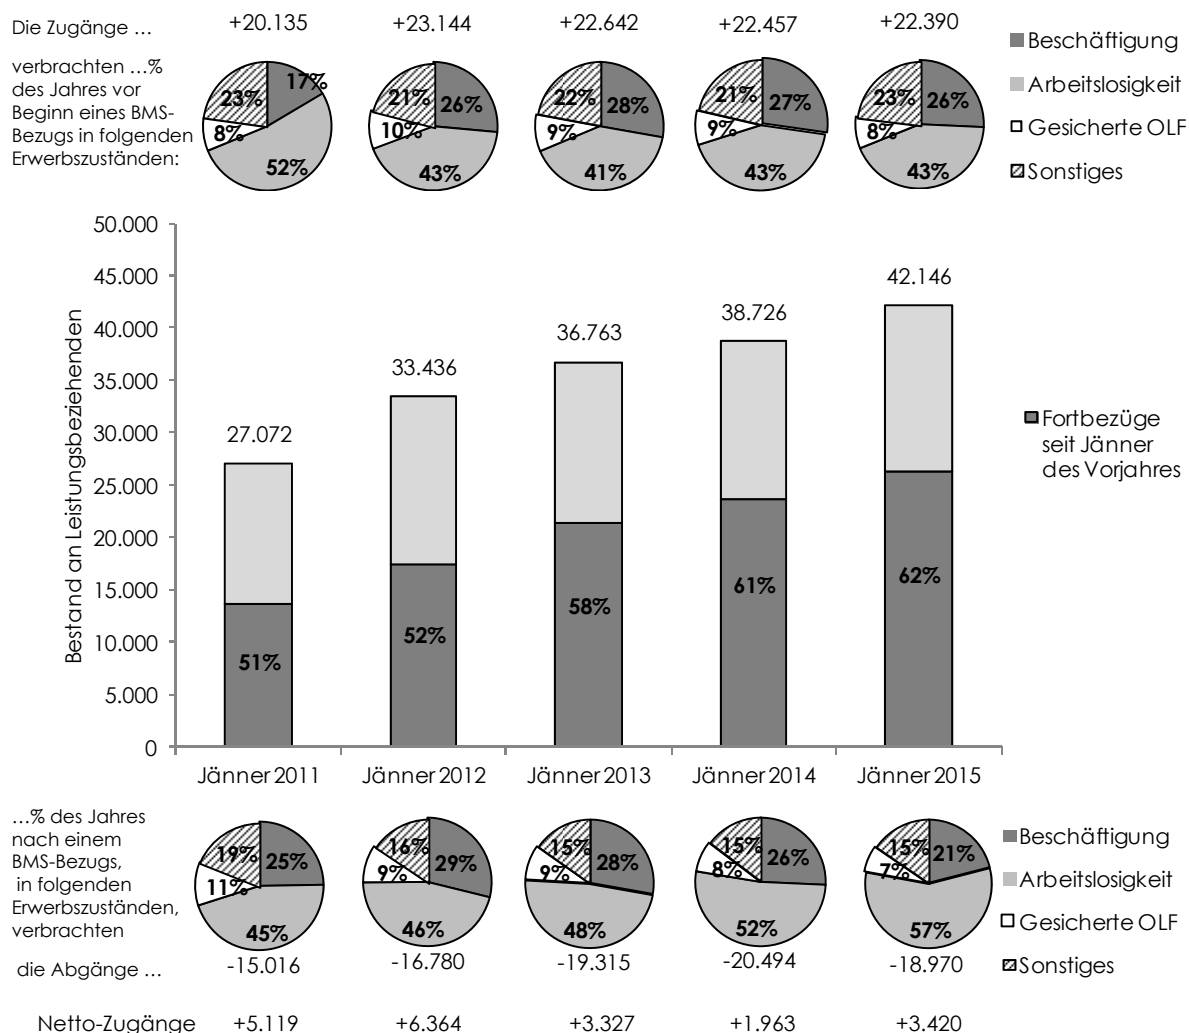 Die Zugänge ...
+20.135
+23.144
+22.642
+22.457
+22.390
verbrachten ...%
des Jahres vor
Beginn eines BMS-
Bezugs in folgenden
Erwerbszuständen:
17%
52%
8%
23%
26%
43%
10%
21%
28%
41%
9%
22%
27%
43%
9%
21%
26%
43%
8%
23%
Beschäftigung
Arbeitslosigkeit
Gesicherte OLF
Sonstiges
Bestand an Leistungsbeziehenden
50.000
45.000
40.000
35.000
30.000
25.000
20.000
15.000
10.000
5.000
0
27.072
33.436
36.763
38.726
42.146
51%
52%
58%
61%
62%
Fortbezüge
seit Jänner
des Vorjahres
Jänner 2011
Jänner 2012
Jänner 2013
Jänner 2014
Jänner 2015
...% des Jahres
nach einem
BMS-Bezugs,
in folgenden
Erwerbszuständen,
verbrachten
25%
45%
11%
19%
29%
46%
9%
16%
28%
48%
9%
15%
26%
52%
8%
15%
21%
57%
7%
15%
Beschäftigung
Arbeitslosigkeit
Gesicherte OLF
Sonstiges
die Abgänge ...
-15.016
-16.780
-19.315
-20.494
-18.970
Netto-Zugänge
+5.119
+6.364
+3.327
+1.963
+3.420